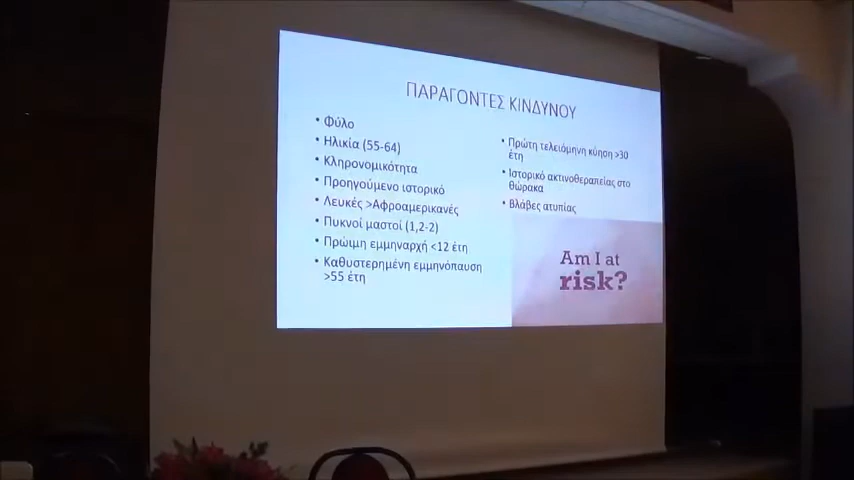 ΠΑΡΑΓΟΝΤΕΣ ΚΙΝΔΥΝΟΥ
• Φύλο
• Ηλικία (55-64)
• Κληρονομικότητα
• Προηγούμενο ιστορικό
• Λευκές >Αφροαμερικανές
• Πυκνοί μαστοί (1,2-2)
• Πρώιμη εμμηναρχή <12 έτη
• Καθυστερημένη εμμηνόπαυση
>55 έτη
• Πρώτη τελειόμηνη κύηση >30
έτη
• Ιστορικό ακτινοθεραπείας στο
θώρακα
• Βλάβες ατυπίας
Am I at
risk?